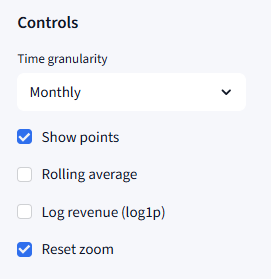 Controls
Time granularity
Monthly
Show points
Rolling average
Log revenue (log1p)
Reset zoom